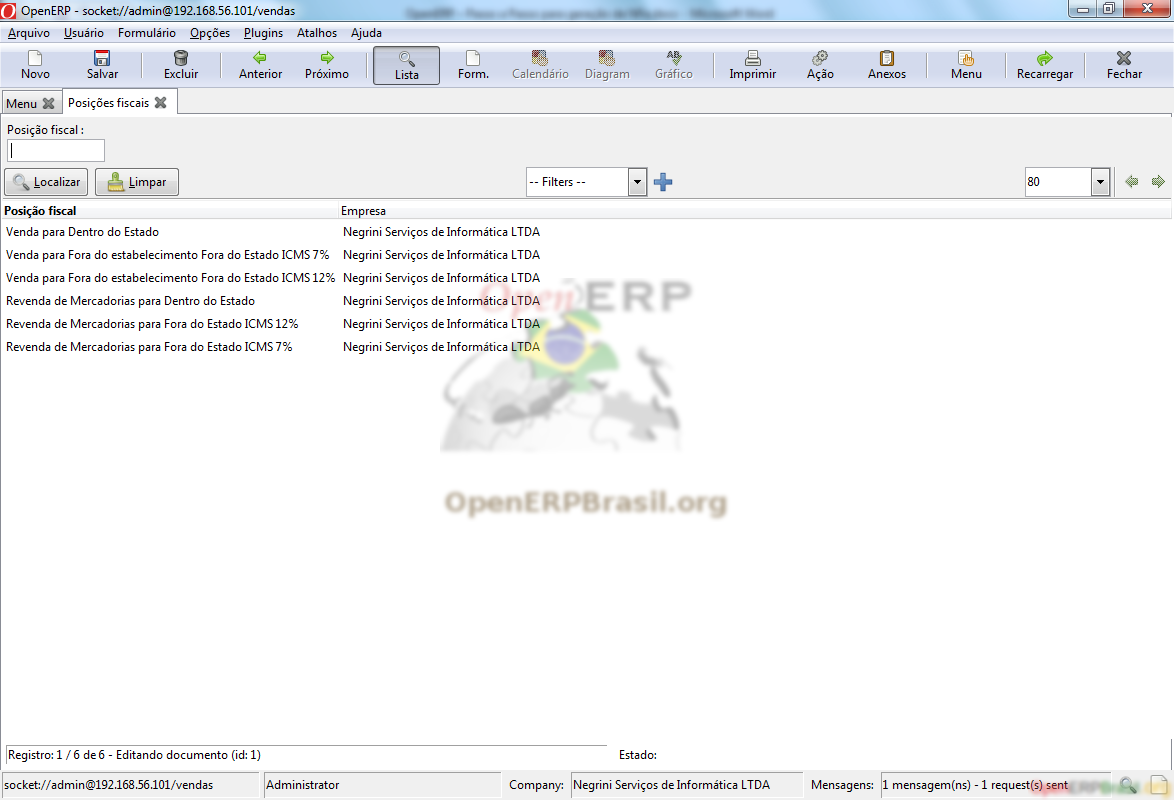 OpenERP - socket://admin@192.168.56.101/vendas
Arquivo Usuário Formulário Opções Plugins Atalhos Ajuda
Novo Salvar Excluir Anterior Próximo Lista Form. Calendário Diagram Gráfico Imprimir Ação Anexos Menu Recarregar Fechar
Menu Posições fiscais
Posição fiscal :
Localizar Limpar -- Filters -- 80
Posição fiscal Empresa
Venda para Dentro do Estado Negrini Serviços de Informática LTDA
Venda para Fora do estabelecimento Fora do Estado ICMS 7% Negrini Serviços de Informática LTDA
Venda para Fora do estabelecimento Fora do Estado ICMS 12% Negrini Serviços de Informática LTDA
Revenda de Mercadorias para Dentro do Estado Negrini Serviços de Informática LTDA
Revenda de Mercadorias para Fora do Estado ICMS 12% Negrini Serviços de Informática LTDA
Revenda de Mercadorias para Fora do Estado ICMS 7% Negrini Serviços de Informática LTDA
OpenERP
OpenERPBrasil.org
Registro: 1 / 6 de 6 - Editando documento (id: 1) Estado:
socket://admin@192.168.56.101/vendas Administrator Company: Negrini Serviços de Informática LTDA Mensagens: 1 mensagem(ns) - 1 request(s) sent